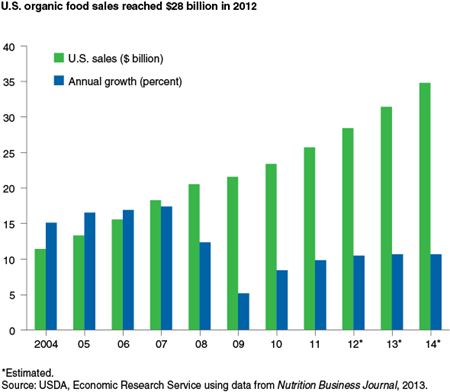 U.S. organic food sales reached $28 billion in 2012
40
U.S. sales ($ billion)
Annual growth (percent)
35
30
25
20
15
10
5
0
2004 05 06 07 08 09 10 11 12* 13* 14*
*Estimated.
Source: USDA, Economic Research Service using data from Nutrition Business Journal, 2013.